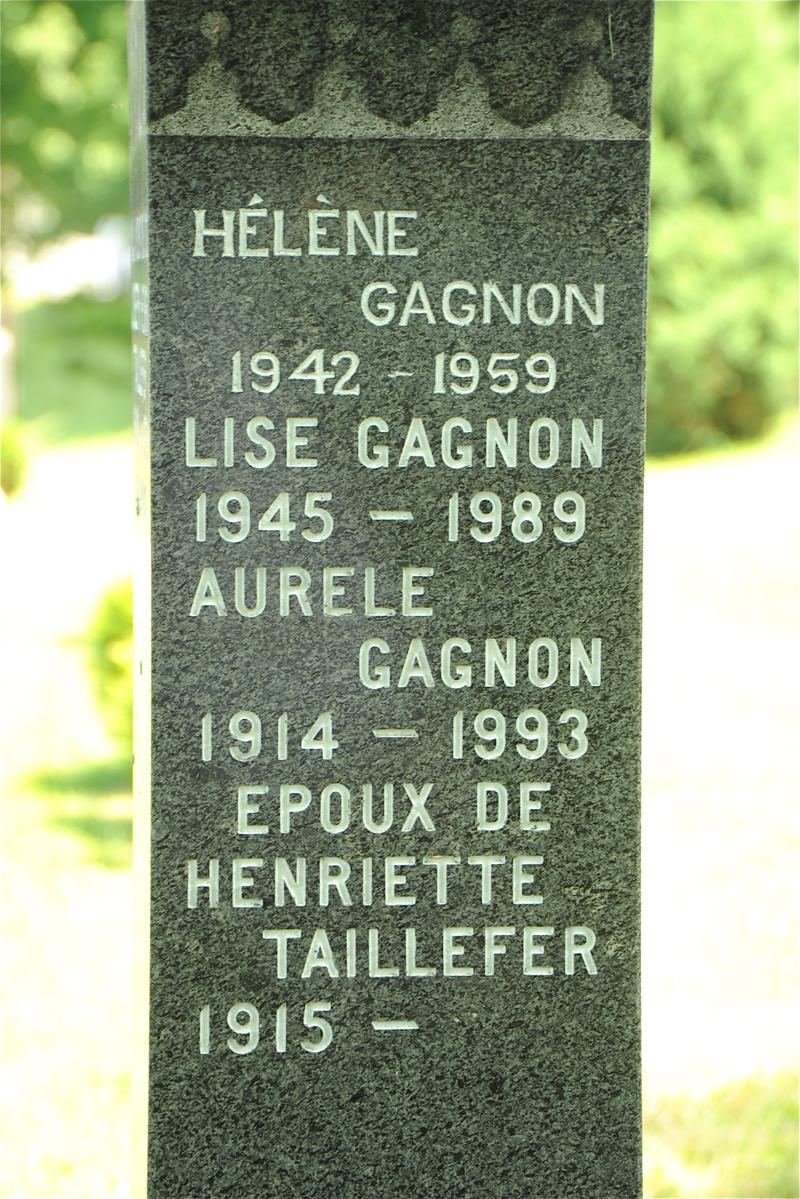 HÉLÈNE
GAGNON
1942 - 1959
LISE GAGNON
1945 — 1989
AURELE
GAGNON
1914 — 1993
EPOUX DE
HENRIETTE
TAILLEFER
1915 —